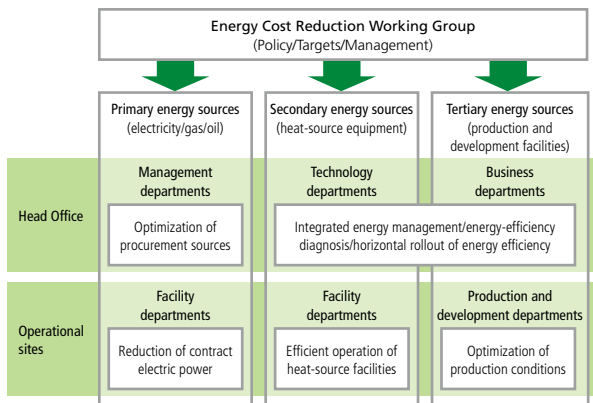 Energy Cost Reduction Working Group
(Policy/Targets/Management)
Primary energy sources
(electricity/gas/oil)
Secondary energy sources
(heat-source equipment)
Tertiary energy sources
(production and
development facilities)
Head Office
Management
departments
Technology
departments
Business
departments
Optimization of
procurement sources
Integrated energy management/energy-efficiency
diagnosis/horizontal rollout of energy efficiency
Operational
sites
Facility
departments
Facility
departments
Production and
development departments
Reduction of contract
electric power
Efficient operation of
heat-source facilities
Optimization of
production conditions